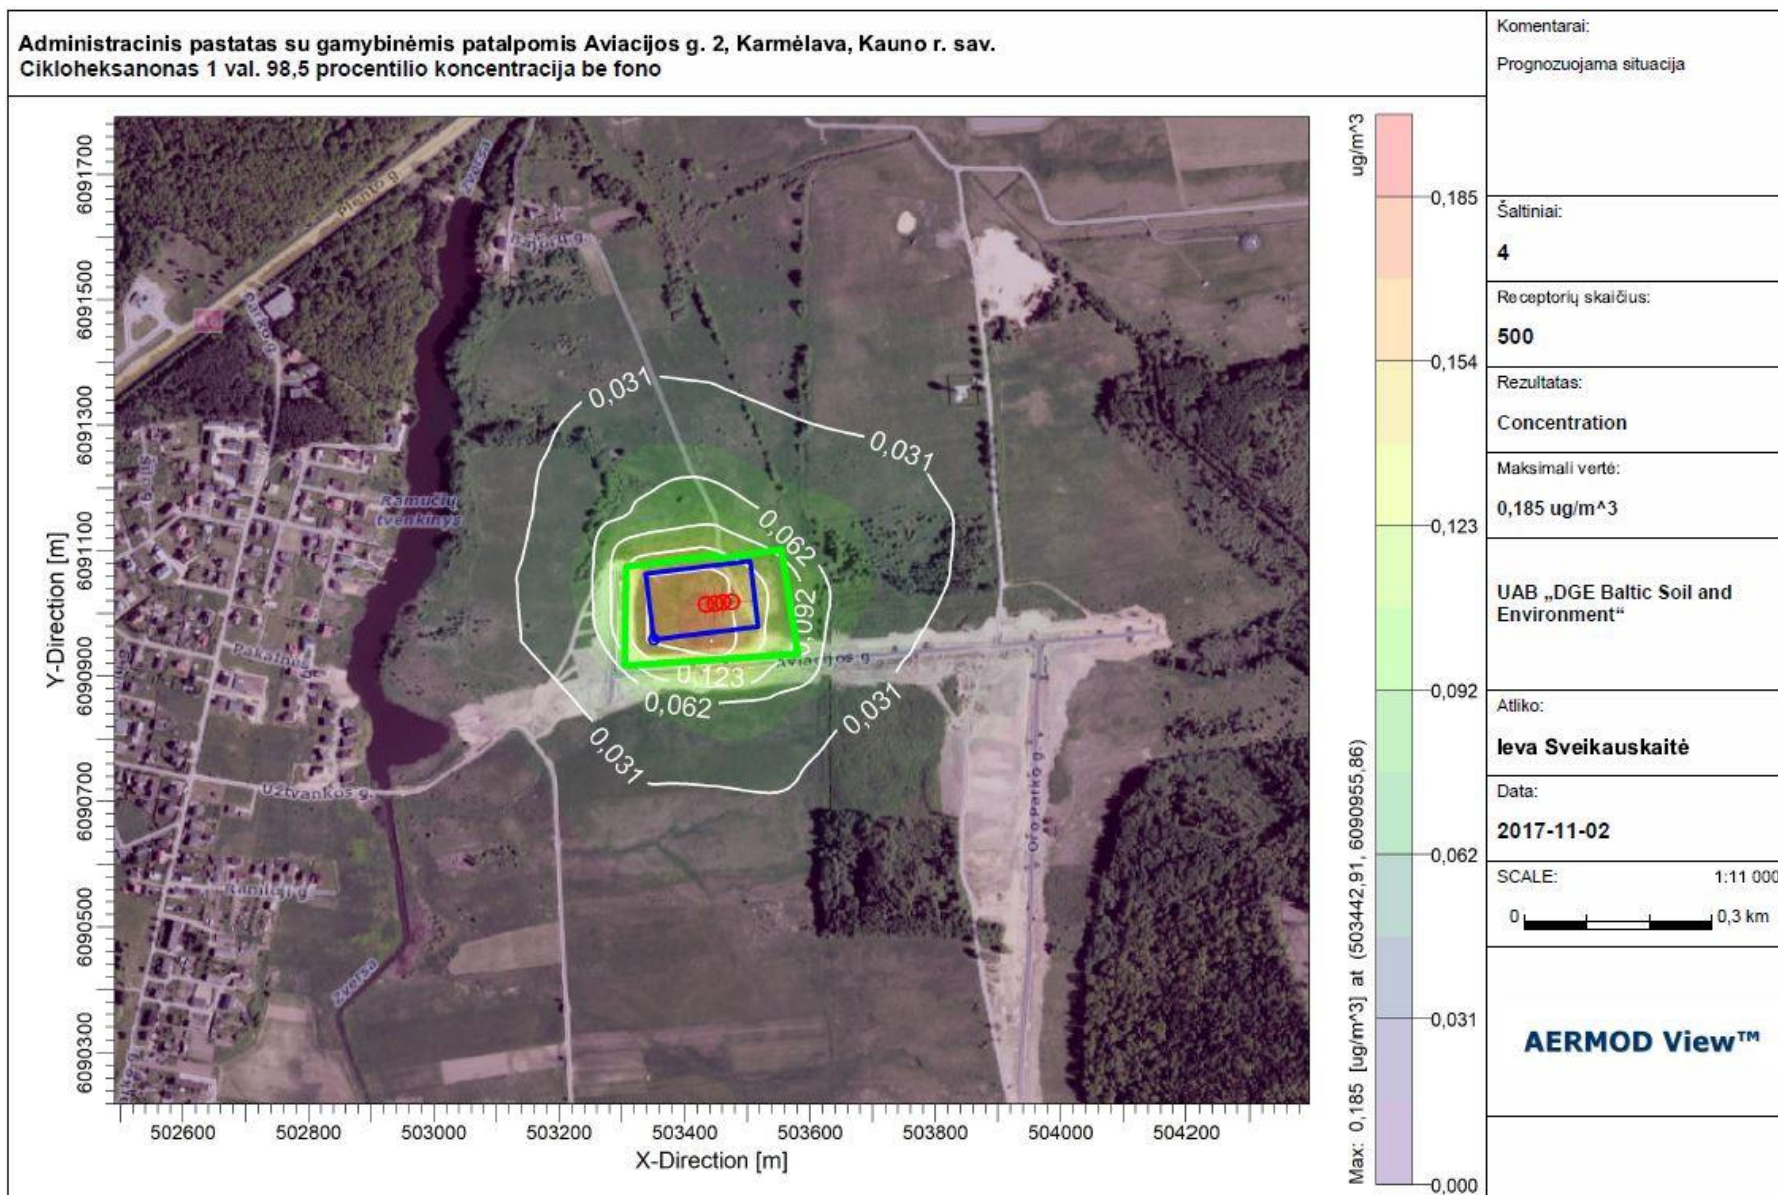 Administracinis pastatas su gamybinėmis patalpomis Aviacijos g. 2, Karmėlava, Kauno r. sav.
Cikloheksanonas 1 val. 98,5 procentilio koncentracija be fono
Komentarai:
Prognozuojama situacija
Šaltiniai:
4
Receptorių skaičius:
500
Rezultatas:
Concentration
Maksimali vertė:
0,185 ug/m^3
UAB „DGE Baltic Soil and
Environment“
Atliko:
Ieva Sveikauskaitė
Data:
2017-11-02
SCALE: 1:11 000
0 0,3 km
AERMOD View™
Y-Direction [m]
6091700
6091500
6091300
6091100
6090900
6090700
6090500
6090300
502600 502800 503000 503200 503400 503600 503800 504000 504200
X-Direction [m]
Plento g.
Bajorų g.
Ramučių
tvenkinys
Užtvankos g.
Aviacijos g.
Oro Parko g.
0,031
0,031
0,062
0,092
0,123
0,062
0,031
0,031
ug/m^3
0,185
0,154
0,123
0,092
0,062
0,031
0,000
Max: 0,185 [ug/m^3] at (503442,91, 6090955,86)